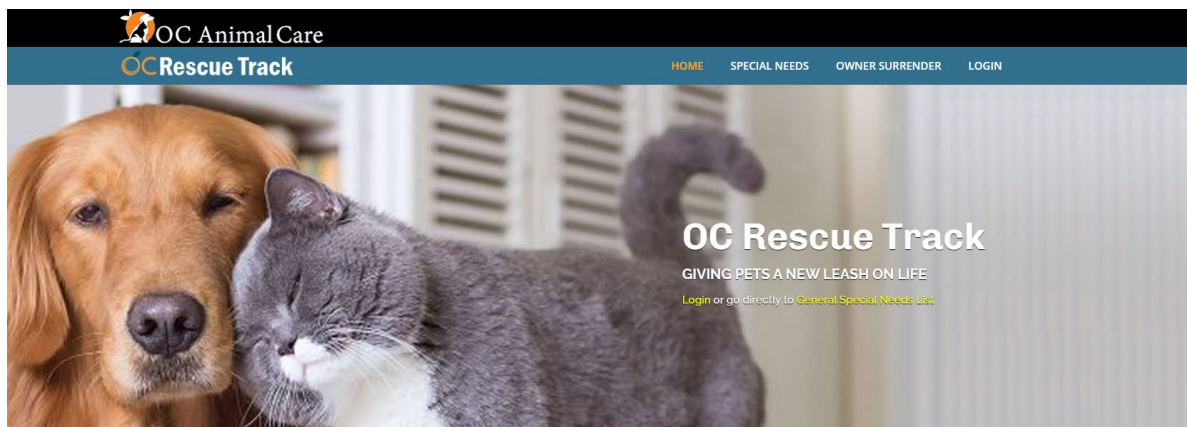 OC Animal Care
OC Rescue Track
HOME SPECIAL NEEDS OWNER SURRENDER LOGIN
OC Rescue Track
GIVING PETS A NEW LEASH ON LIFE
Login or go directly to General Special Needs List